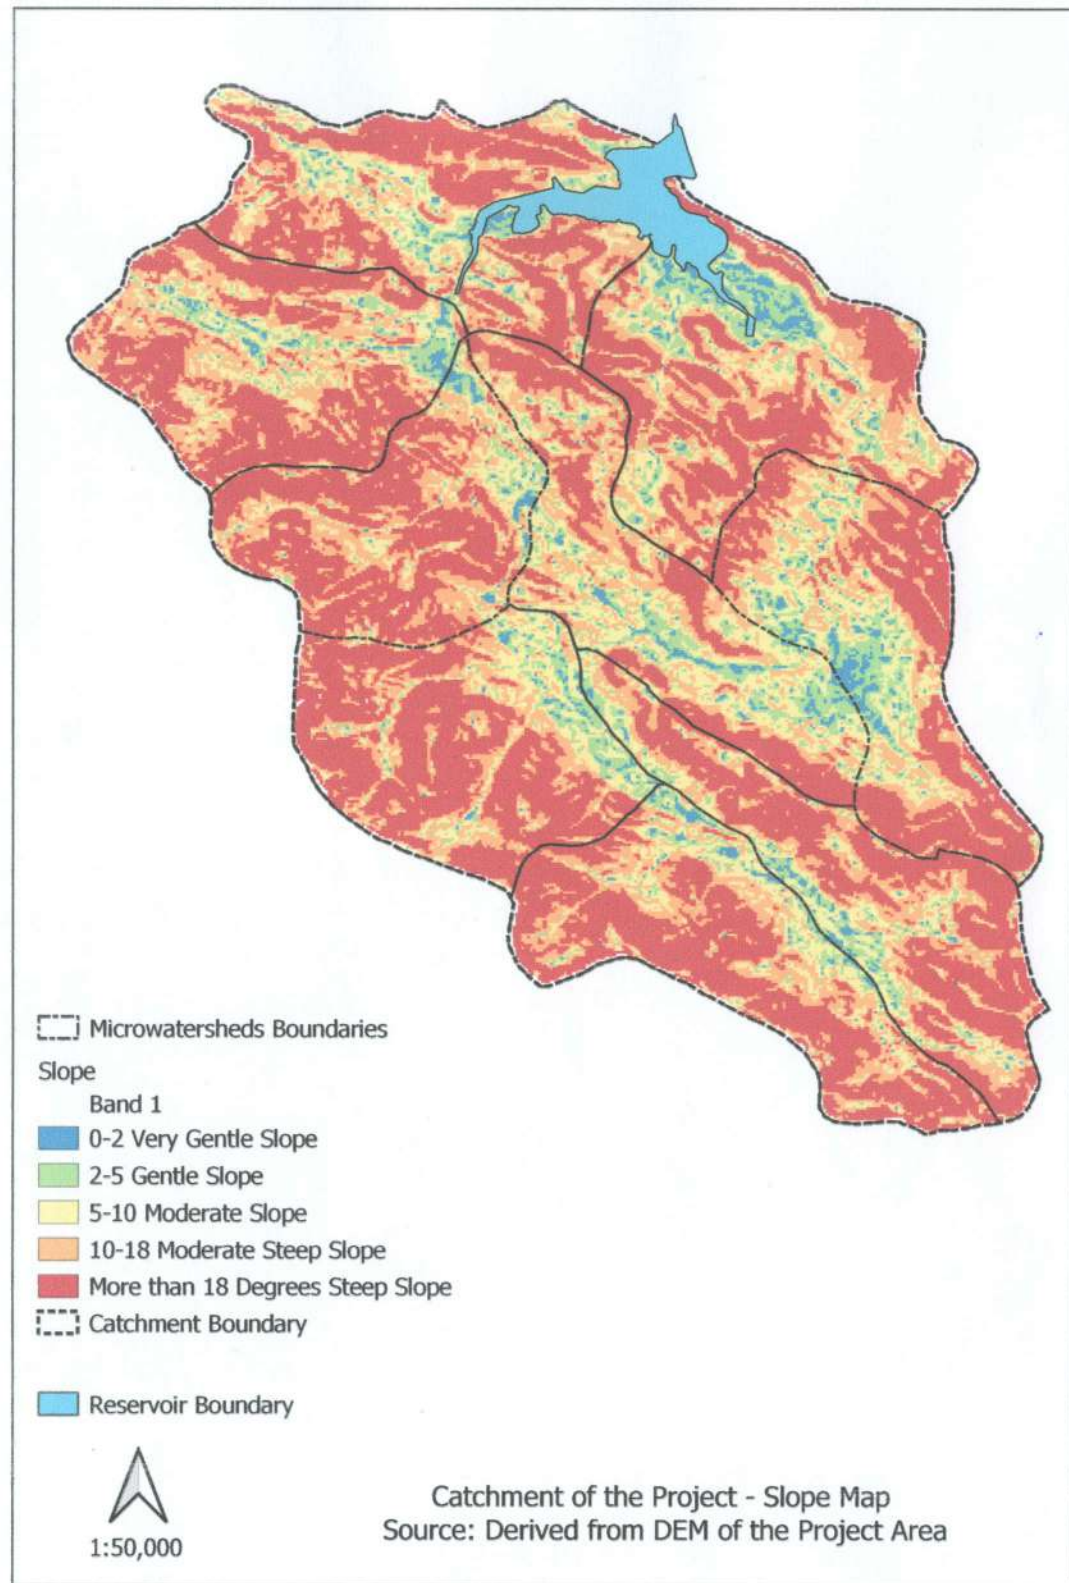 Microwatersheds Boundaries
Slope
Band 1
0-2 Very Gentle Slope
2-5 Gentle Slope
5-10 Moderate Slope
10-18 Moderate Steep Slope
More than 18 Degrees Steep Slope
Catchment Boundary
Reservoir Boundary
1:50,000
Catchment of the Project - Slope Map
Source: Derived from DEM of the Project Area